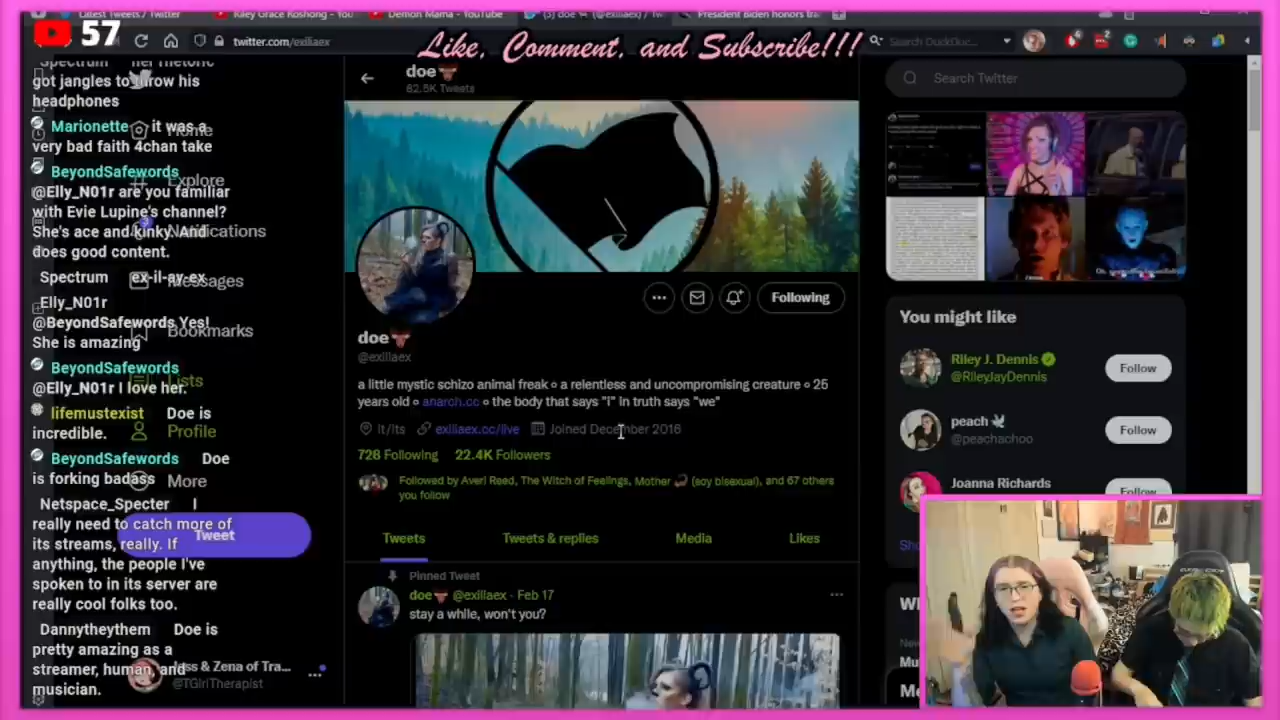 Latest Tweets / Twitter
Riley Grace Roshong - You
Demon Mama - YouTube
(3) doe
(@exiliaex) / Tw
President Biden honors tra
57
twitter.com/exiliaex
Like, Comment, and Subscribe!!!
Search DuckDuc
Spectrum her rhetoric
got jangles to throw his
headphones
Marionette it was a
very bad faith 4chan take
BeyondSafewords
@Elly_N01r are you familiar
with Evie Lupine's channel?
She's ace and kinky. And
does good content.
Spectrum ex-il-ay-ex
Elly_N01r
@BeyondSafewords Yes!
She is amazing
BeyondSafewords
@Elly_N01r I love her.
lifemustexist Doe is
incredible.
BeyondSafewords Doe
is forking badass
Netspace_Specter I
really need to catch more of
its streams, really. If
anything, the people I've
spoken to in its server are
really cool folks too.
Dannytheythem Doe is
pretty amazing as a
streamer, human, and
musician.
Home
Explore
Notifications
Messages
Bookmarks
Lists
Profile
More
Tweet
Jess & Zena of Tra...
@TGirlTherapist
doe
82.5K Tweets
Following
doe
@exiliaex
a little mystic schizo animal freak ∘ a relentless and uncompromising creature ∘ 25
years old ∘ anarch.cc ∘ the body that says "I" in truth says "we"
It/Its exiliaex.cc/live Joined December 2016
728 Following 22.4K Followers
Followed by Averi Reed, The Witch of Feelings, Mother (soy bisexual), and 67 others
you follow
Tweets Tweets & replies Media Likes
Pinned Tweet
doe @exiliaex · Feb 17
stay a while, won't you?
Search Twitter
You might like
Riley J. Dennis
@RileyJayDennis
Follow
peach
@peachachoo
Follow
Joanna Richards
Follow